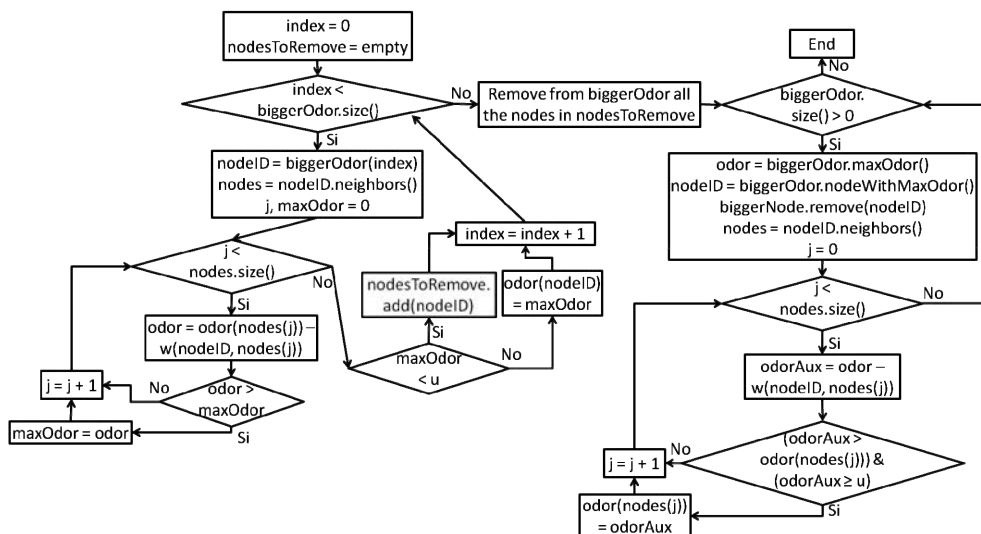 index = 0
nodesToRemove = empty
index <
biggerOdor.size()
No
Si
Remove from biggerOdor all
the nodes in nodesToRemove
nodeID = biggerOdor(index)
nodes = nodeID.neighbors()
j, maxOdor = 0
j <
nodes.size()
No
Si
odor = odor(nodes(j)) –
w(nodeID, nodes(j))
odor >
maxOdor
No
Si
j = j + 1
maxOdor = odor
maxOdor
< u
Si
No
nodesToRemove.
add(nodeID)
odor(nodeID)
= maxOdor
index = index + 1
End
No
biggerOdor.
size() > 0
Si
odor = biggerOdor.maxOdor()
nodeID = biggerOdor.nodeWithMaxOdor()
biggerNode.remove(nodeID)
nodes = nodeID.neighbors()
j = 0
j <
nodes.size()
No
Si
odorAux = odor –
w(nodeID, nodes(j))
(odorAux >
odor(nodes(j))) &
(odorAux ≥ u)
No
Si
j = j + 1
odor(nodes(j))
= odorAux